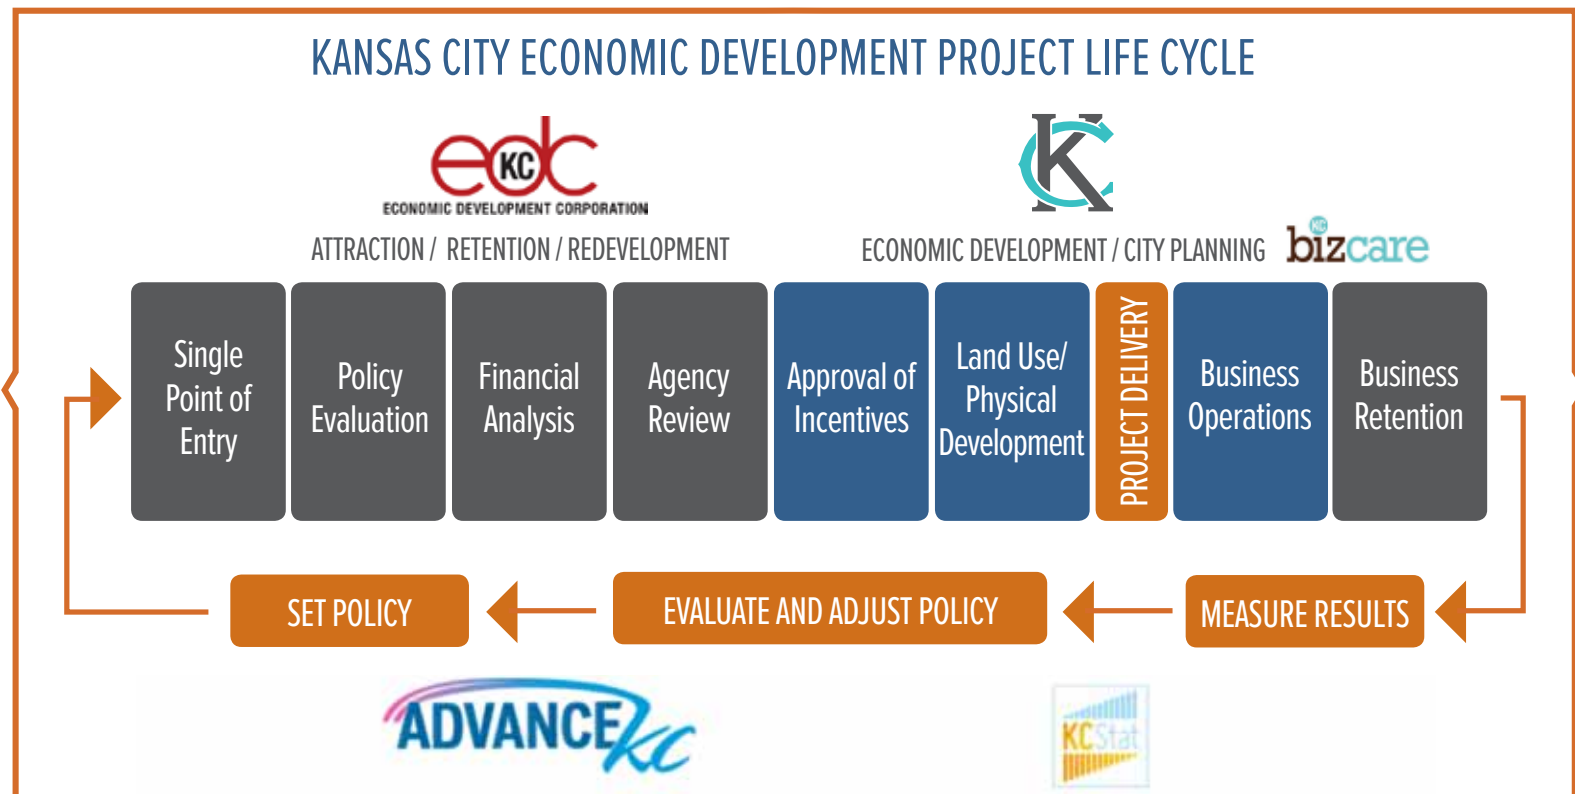 KANSAS CITY ECONOMIC DEVELOPMENT PROJECT LIFE CYCLE
edc
KC
ECONOMIC DEVELOPMENT CORPORATION
ATTRACTION / RETENTION / REDEVELOPMENT
KC
ECONOMIC DEVELOPMENT / CITY PLANNING
KC
bizcare
Single
Point of
Entry
Policy
Evaluation
Financial
Analysis
Agency
Review
Approval of
Incentives
Land Use/
Physical
Development
PROJECT DELIVERY
Business
Operations
Business
Retention
SET POLICY
EVALUATE AND ADJUST POLICY
MEASURE RESULTS
ADVANCE KC
KCStat